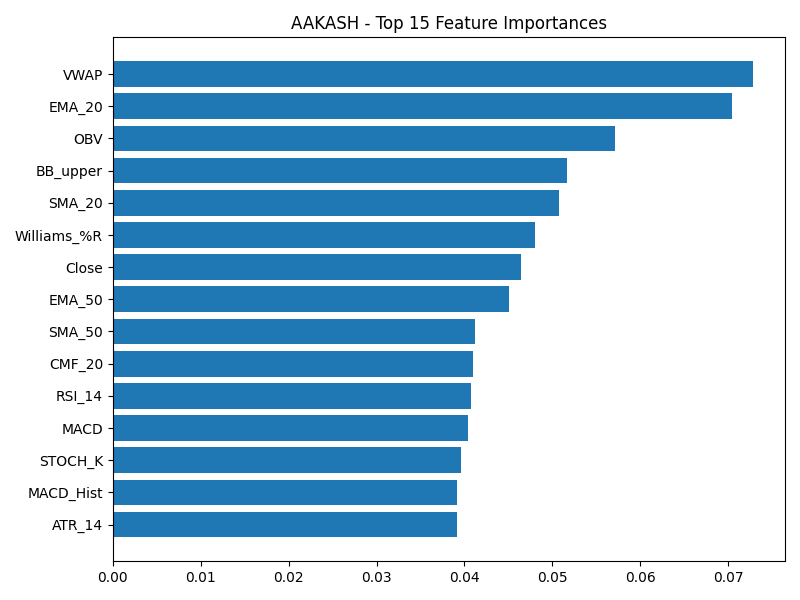 AAKASH - Top 15 Feature Importances
VWAP
EMA_20
OBV
BB_upper
SMA_20
Williams_%R
Close
EMA_50
SMA_50
CMF_20
RSI_14
MACD
STOCH_K
MACD_Hist
ATR_14
0.00 0.01 0.02 0.03 0.04 0.05 0.06 0.07